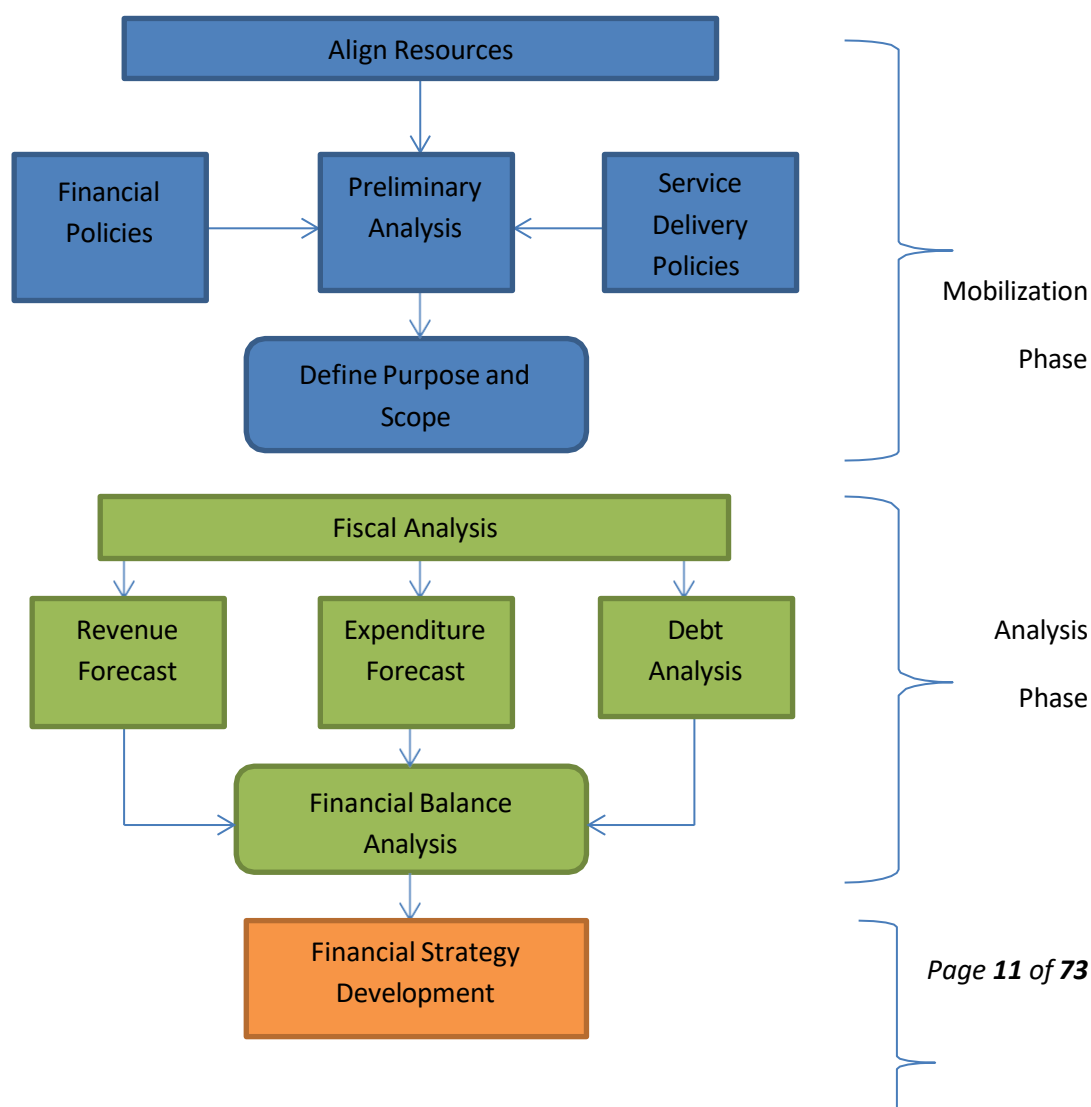 Align Resources
Financial
Policies
Preliminary
Analysis
Service
Delivery
Policies
Define Purpose and
Scope
Mobilization
Phase
Fiscal Analysis
Revenue
Forecast
Expenditure
Forecast
Debt
Analysis
Analysis
Phase
Financial Balance
Analysis
Financial Strategy
Development
Page 11 of 73